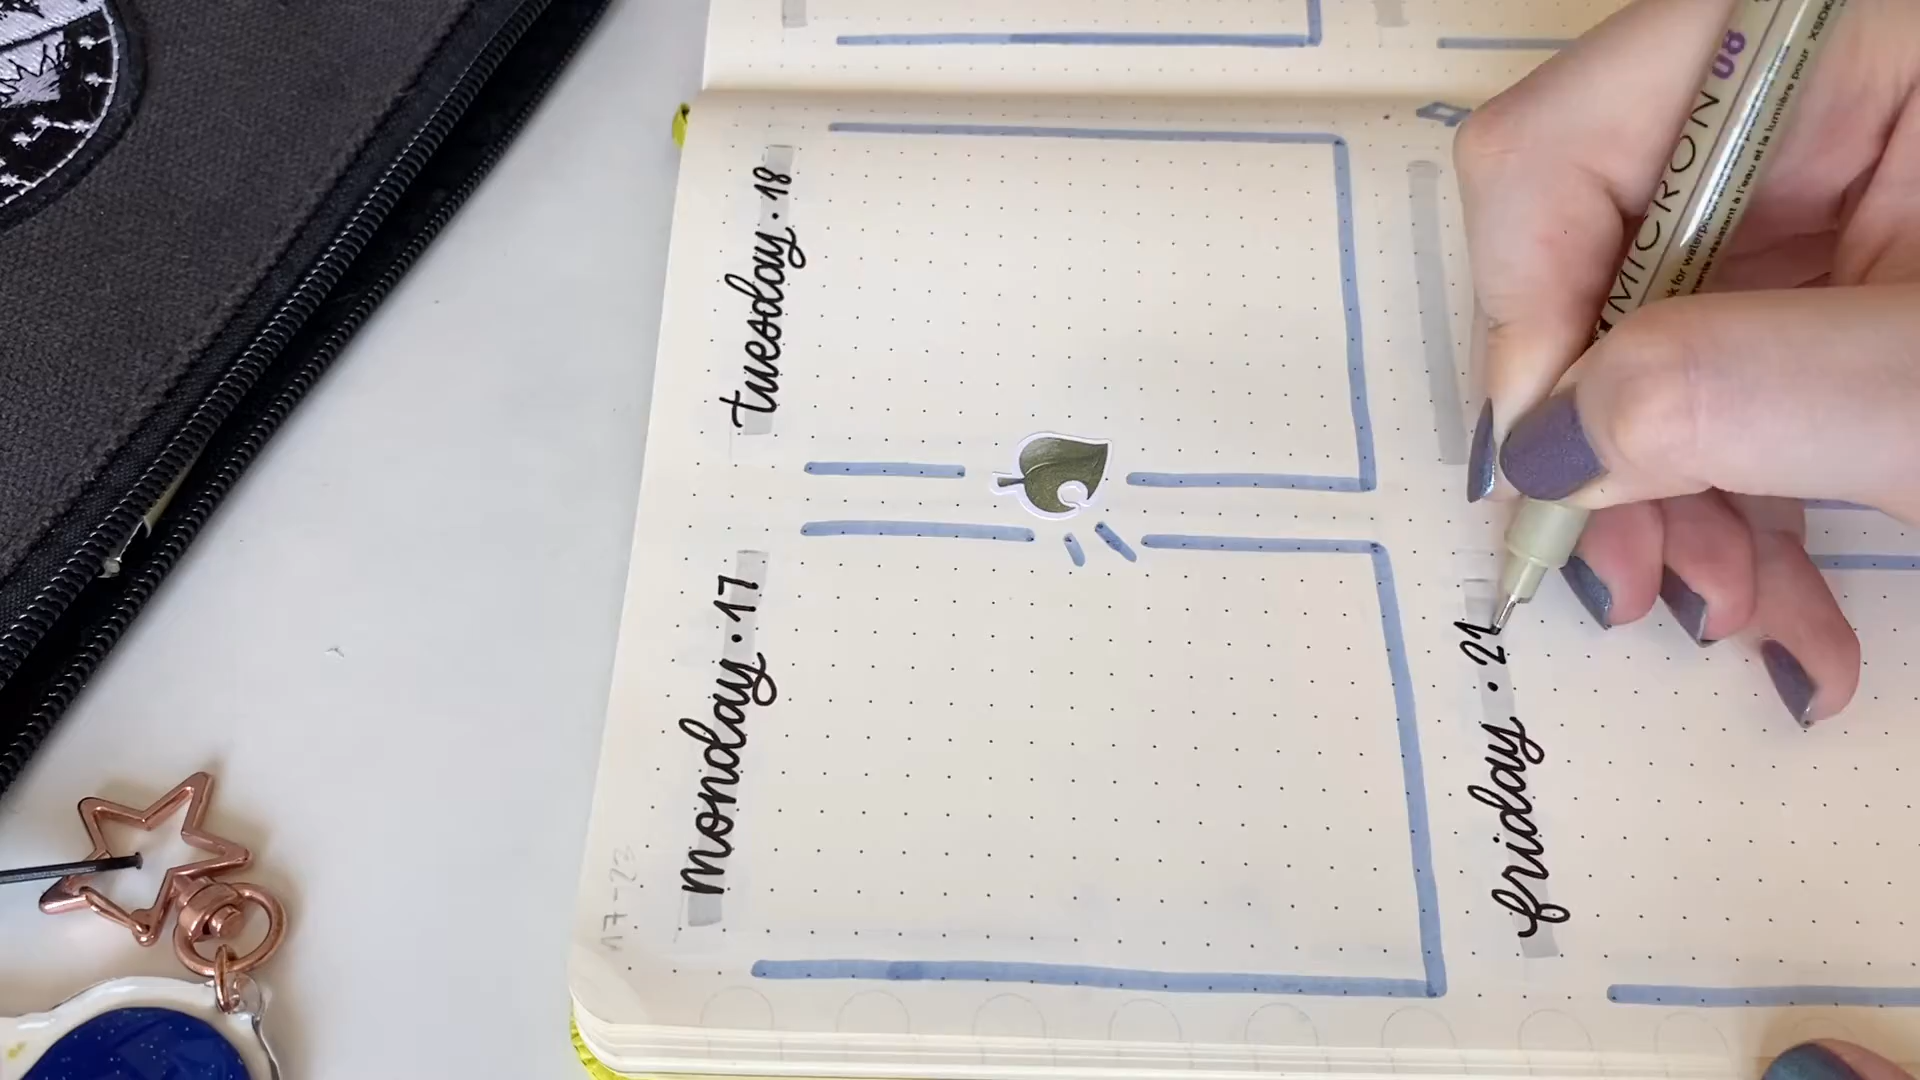 monday . 17
tuesday . 18
friday . 21
17-23
MICRON 08